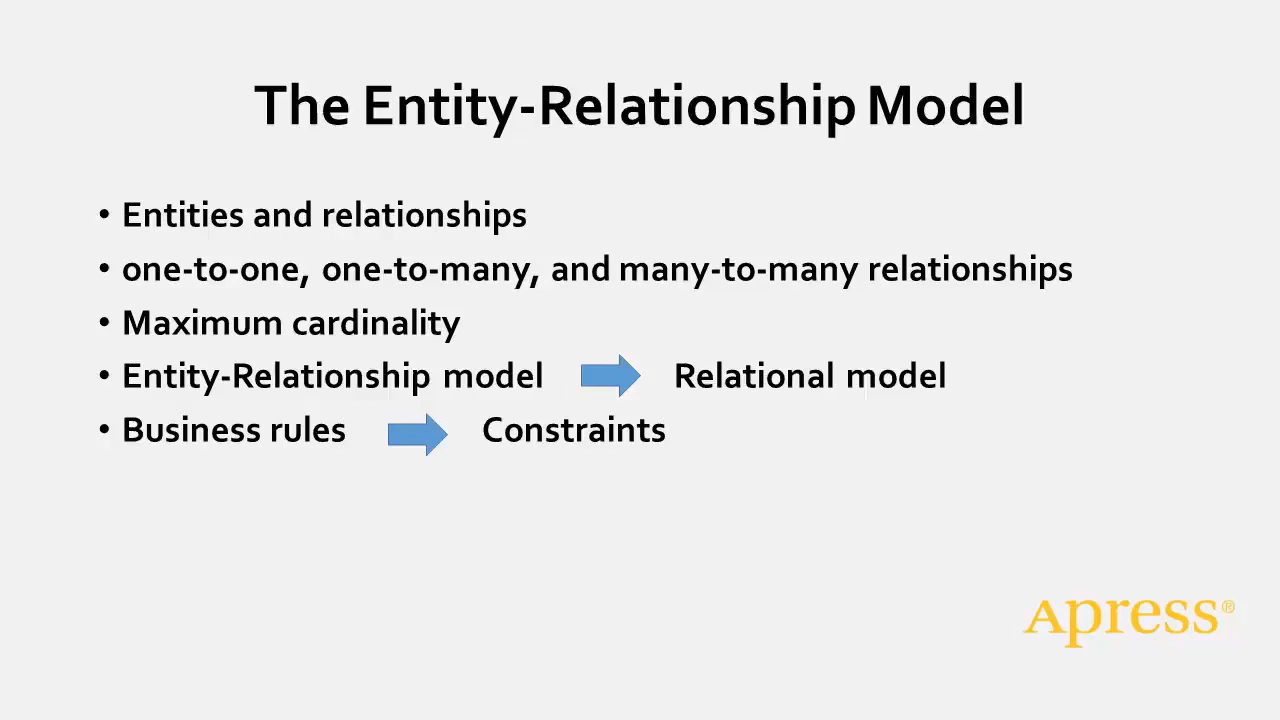 The Entity-Relationship Model
• Entities and relationships
• one-to-one, one-to-many, and many-to-many relationships
• Maximum cardinality
• Entity-Relationship model Relational model
• Business rules Constraints
Apress®